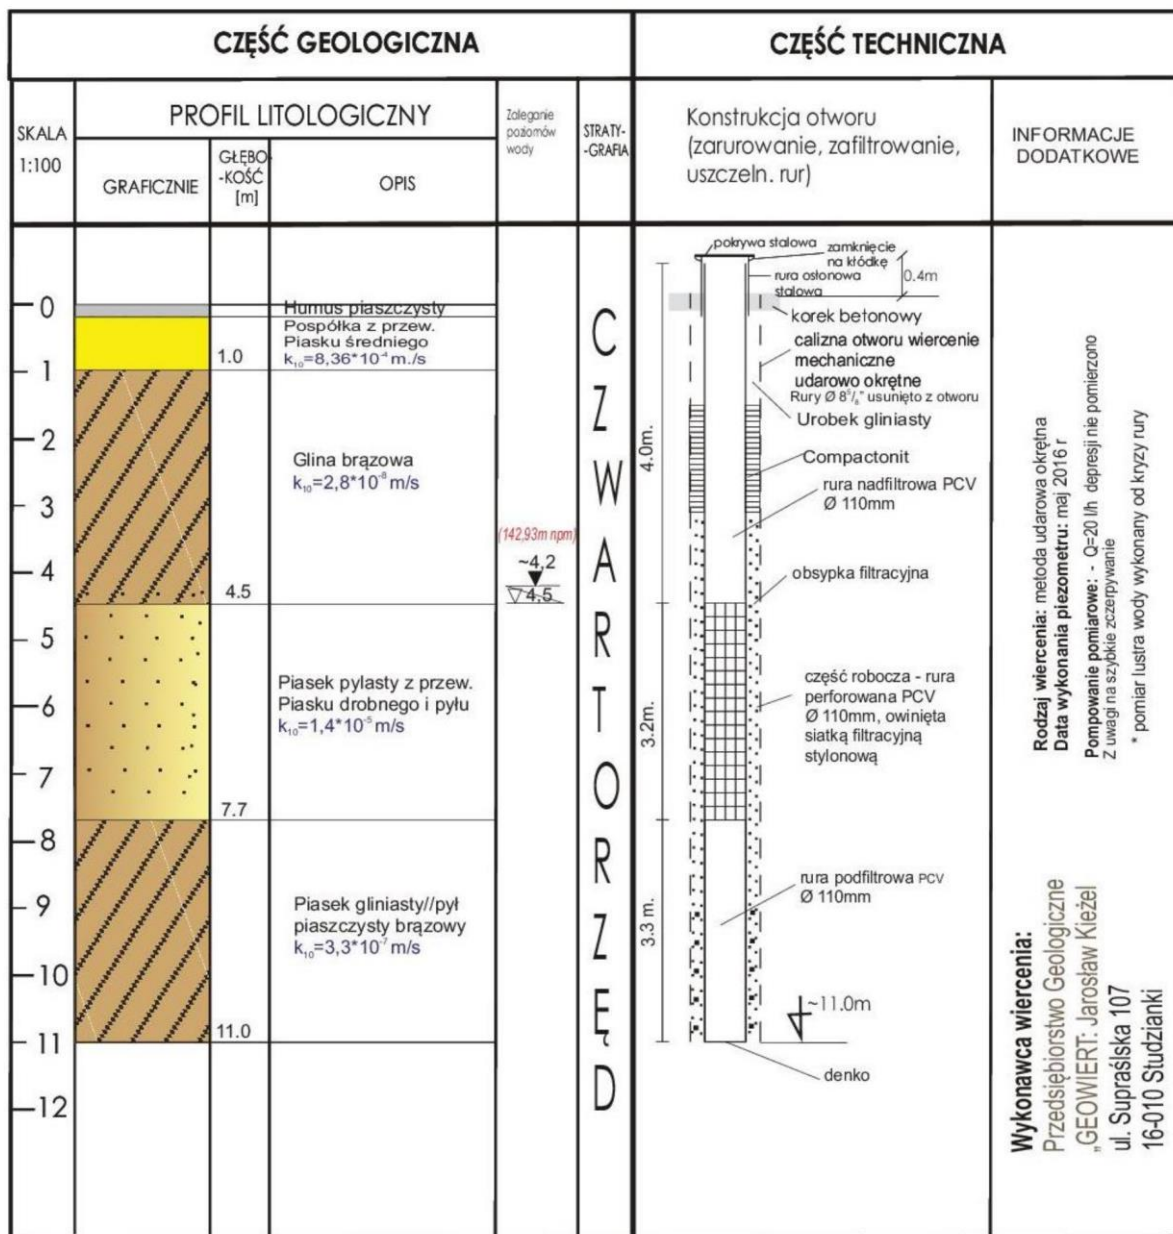 CZĘŚĆ GEOLOGICZNA
CZĘŚĆ TECHNICZNA
SKALA
1:100
PROFIL LITOLOGICZNY
GRAFICZNIE
GŁĘBO-
-KOŚĆ
[m]
OPIS
Zaleganie
poziomów
wody
STRATY-
-GRAFIA
Konstrukcja otworu
(zarurowanie, zafiltrowanie,
uszczeln. rur)
INFORMACJE
DODATKOWE
0
1
2
3
4
5
6
7
8
9
10
11
12
1.0
4.5
7.7
11.0
Humus piaszczysty
Pospółka z przew.
Piasku średniego
k₁₀=8,36*10⁻⁴ m./s
Glina brązowa
k₁₀=2,8*10⁻⁸ m/s
Piasek pylasty z przew.
Piasku drobnego i pyłu
k₁₀=1,4*10⁻⁵ m/s
Piasek gliniasty//pył
piaszczysty brązowy
k₁₀=3,3*10⁻⁷ m/s
(142,93m npm)
~4,2
4,5
CZWARTORZĘD
4.0m.
3.2m.
3.3 m.
pokrywa stalowa
zamknięcie
na kłódkę
rura osłonowa
stalowa
0.4m
korek betonowy
calizna otworu wiercenie
mechaniczne
udarowo okrętne
Rury Ø 8⁵/₈" usunięto z otworu
Urobek gliniasty
Compactonit
rura nadfiltrowa PCV
Ø 110mm
obsypka filtracyjna
część robocza - rura
perforowana PCV
Ø 110mm, owinięta
siatką filtracyjną
stylonową
rura podfiltrowa PCV
Ø 110mm
~11.0m
denko
Rodzaj wiercenia: metoda udarowa okrętna
Data wykonania piezometru: maj 2016 r
Pompowanie pomiarowe: - Q=20 l/h depresji nie pomierzono
Z uwagi na szybkie zczerpywanie
* pomiar lustra wody wykonany od kryzy rury
Wykonawca wiercenia:
Przedsiębiorstwo Geologiczne
„GEOWIERT: Jarosław Kieżel
ul. Supraślska 107
16-010 Studzianki